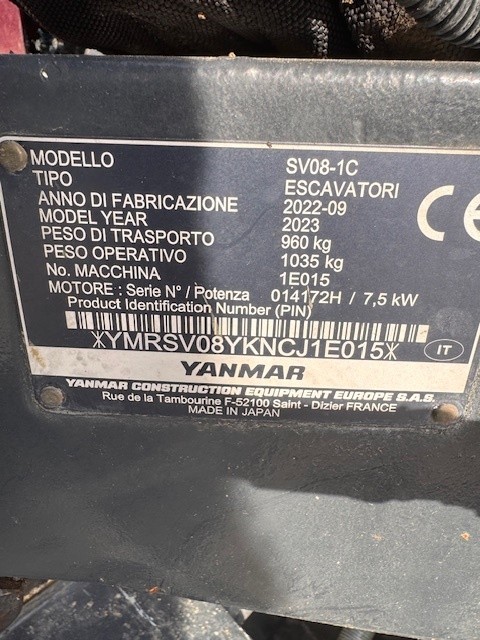 MODELLO SV08-1C
TIPO ESCAVATORI
ANNO DI FABRICAZIONE 2022-09
MODEL YEAR 2023
PESO DI TRASPORTO 960 kg
PESO OPERATIVO 1035 kg
No. MACCHINA 1E015
MOTORE : Serie N° / Potenza 014172H / 7,5 kW
Product Identification Number (PIN)
*YMRSV08YKNCJ1E015*
IT
CE
YANMAR
YANMAR CONSTRUCTION EQUIPMENT EUROPE S.A.S.
Rue de la Tambourine F-52100 Saint - Dizier FRANCE
MADE IN JAPAN